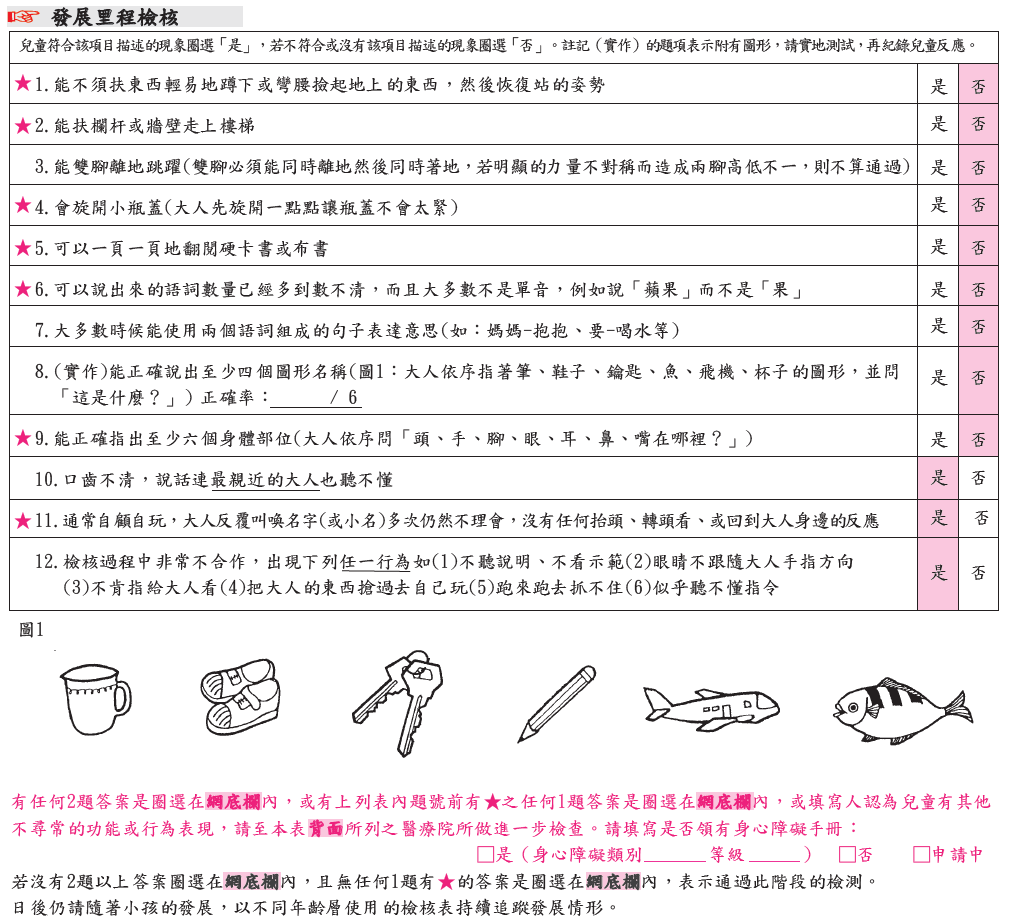 ☞ 發展里程檢核
兒童符合該項目描述的現象圈選「是」，若不符合或沒有該項目描述的現象圈選「否」。註記（實作）的題項表示附有圖形，請實地測試，再紀錄兒童反應。
★1.能不須扶東西輕易地蹲下或彎腰撿起地上的東西，然後恢復站的姿勢 是 否
★2.能扶欄杆或牆壁走上樓梯 是 否
3.能雙腳離地跳躍(雙腳必須能同時離地然後同時著地，若明顯的力量不對稱而造成兩腳高低不一，則不算通過) 是 否
★4.會旋開小瓶蓋(大人先旋開一點點讓瓶蓋不會太緊) 是 否
★5.可以一頁一頁地翻閱硬卡書或布書 是 否
★6.可以說出來的語詞數量已經多到數不清，而且大多數不是單音，例如說「蘋果」而不是「果」 是 否
7.大多數時候能使用兩個語詞組成的句子表達意思(如：媽媽-抱抱、要-喝水等) 是 否
8.(實作)能正確說出至少四個圖形名稱(圖1：大人依序指著筆、鞋子、鑰匙、魚、飛機、杯子的圖形，並問 是 否
「這是什麼？」) 正確率：______ / 6
★9.能正確指出至少六個身體部位(大人依序問「頭、手、腳、眼、耳、鼻、嘴在哪裡？」) 是 否
10.口齒不清，說話連最親近的大人也聽不懂 是 否
★11.通常自顧自玩，大人反覆叫喚名字(或小名)多次仍然不理會，沒有任何抬頭、轉頭看、或回到大人身邊的反應 是 否
12.檢核過程中非常不合作，出現下列任一行為如(1)不聽說明、不看示範(2)眼睛不跟隨大人手指方向 是 否
(3)不肯指給大人看(4)把大人的東西搶過去自己玩(5)跑來跑去抓不住(6)似乎聽不懂指令
圖1
有任何2題答案是圈選在網底欄內，或有上列表內題號前有★之任何1題答案是圈選在網底欄內，或填寫人認為兒童有其他
不尋常的功能或行為表現，請至本表背面所列之醫療院所做進一步檢查。請填寫是否領有身心障礙手冊：
□是（身心障礙類別______等級_____） □否 □申請中
若沒有2題以上答案圈選在網底欄內，且無任何1題有★的答案是圈選在網底欄內，表示通過此階段的檢測。
日後仍請隨著小孩的發展，以不同年齡層使用的檢核表持續追蹤發展情形。